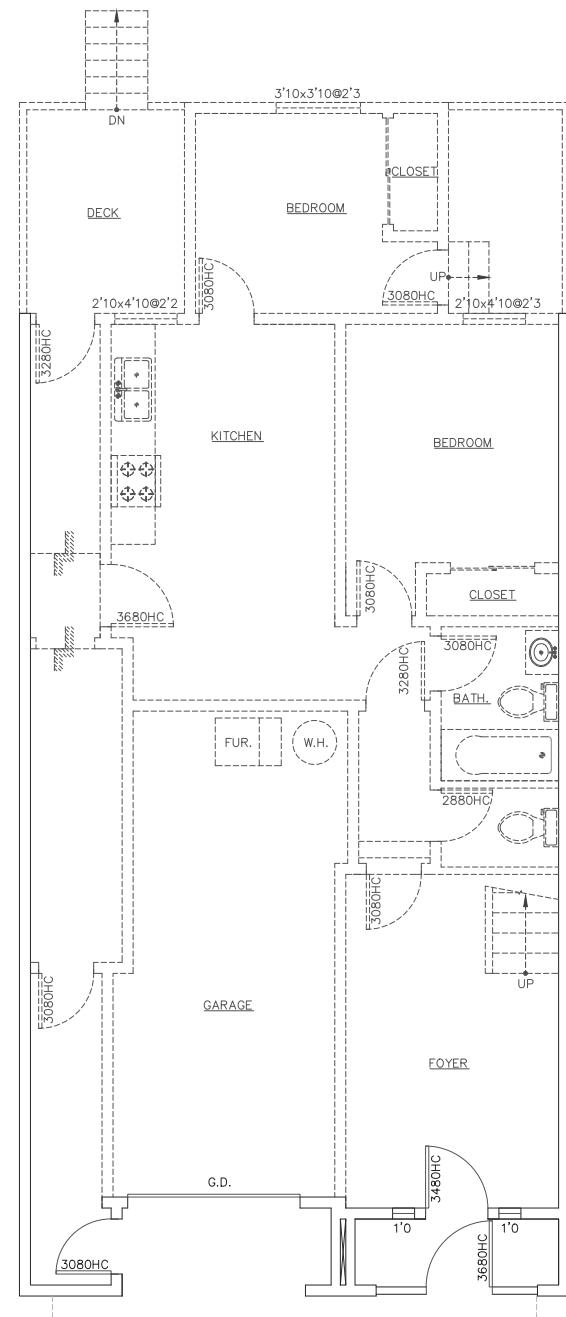 3'10x3'10@2'3
DN
CLOSET
DECK
BEDROOM
UP
3080HC
3080HC
2'10x4'10@2'2
2'10x4'10@2'3
3280HC
KITCHEN
BEDROOM
3080HC
CLOSET
3680HC
3080HC
3280HC
BATH.
FUR.
W.H.
2880HC
3080HC
UP
3080HC
GARAGE
FOYER
G.D.
3480HC
1'0
1'0
3080HC
3680HC